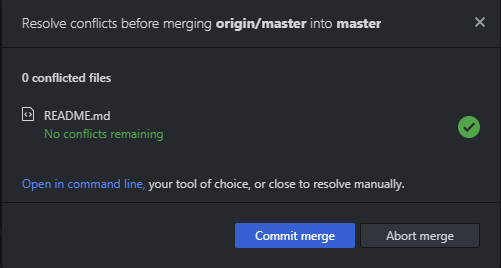 Resolve conflicts before merging origin/master into master
0 conflicted files
README.md
No conflicts remaining
Open in command line, your tool of choice, or close to resolve manually.
Commit merge
Abort merge